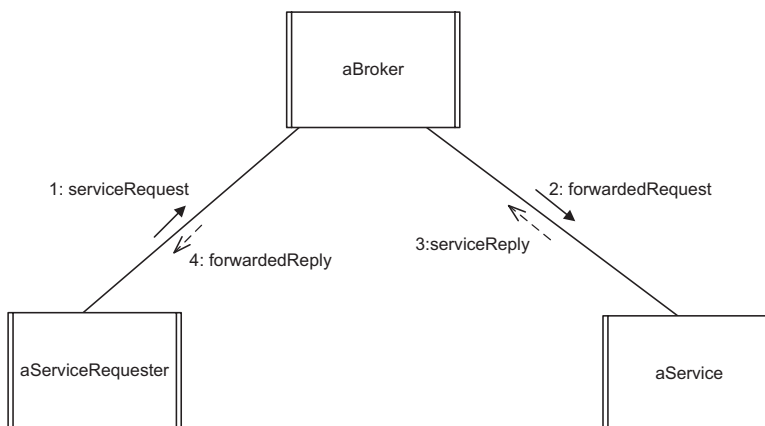 aBroker
1: serviceRequest
2: forwardedRequest
3:serviceReply
4: forwardedReply
aServiceRequester
aService